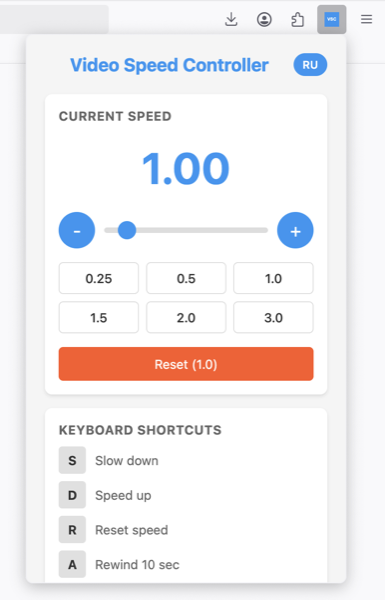 VSC
Video Speed Controller RU
CURRENT SPEED
1.00
- +
0.25 0.5 1.0
1.5 2.0 3.0
Reset (1.0)
KEYBOARD SHORTCUTS
S Slow down
D Speed up
R Reset speed
A Rewind 10 sec